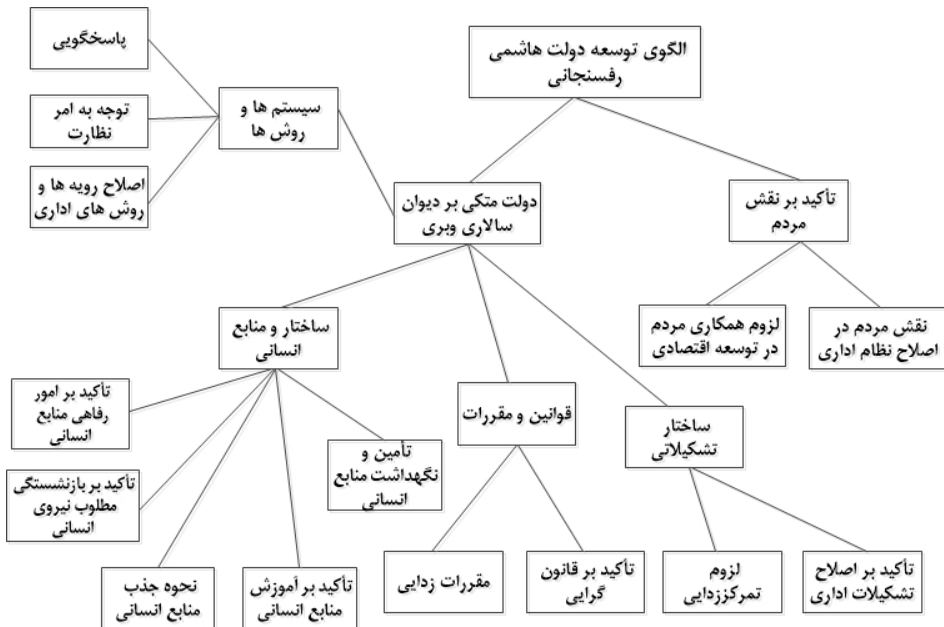 الگوی توسعه دولت هاشمی
رفسنجانی
پاسخگویی
توجه به امر
نظارت
اصلاح رویه ها و
روش های اداری
سیستم ها و
روش ها
دولت متکی بر دیوان
سالاری وبری
تأکید بر نقش
مردم
نقش مردم در
اصلاح نظام اداری
لزوم همکاری مردم
در توسعه اقتصادی
ساختار و منابع
انسانی
قوانین و مقررات
ساختار
تشکیلاتی
تأکید بر امور
رفاهی منابع
انسانی
تأکید بر بازنشستگی
مطلوب نیروی
انسانی
نحوه جذب
منابع انسانی
تأکید بر آموزش
منابع انسانی
تأمین و
نگهداشت منابع
انسانی
مقررات زدایی
تأکید بر قانون
گرایی
لزوم
تمرکززدایی
تأکید بر اصلاح
تشکیلات اداری